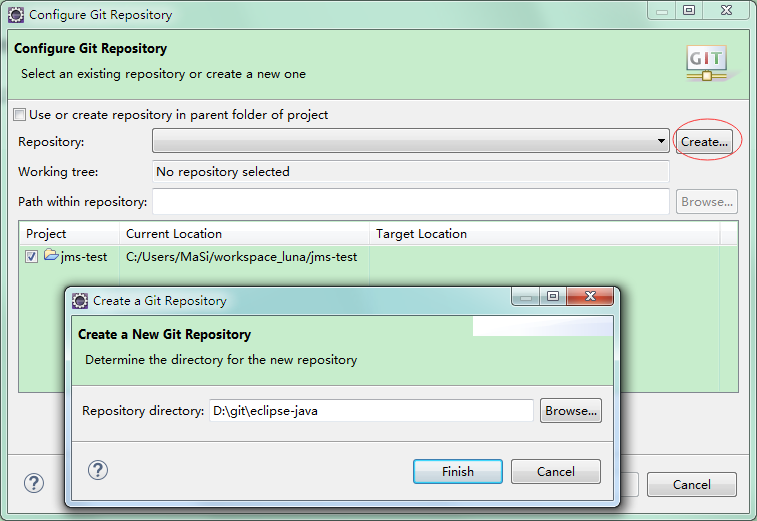 Configure Git Repository
Configure Git Repository
Select an existing repository or create a new one
GIT
Use or create repository in parent folder of project
Repository: Create...
Working tree: No repository selected
Path within repository: Browse...
Project Current Location Target Location
jms-test C:/Users/MaSi/workspace_luna/jms-test
Create a Git Repository
Create a New Git Repository
Determine the directory for the new repository
Repository directory: D:\git\eclipse-java Browse...
? Finish Cancel
? Cancel